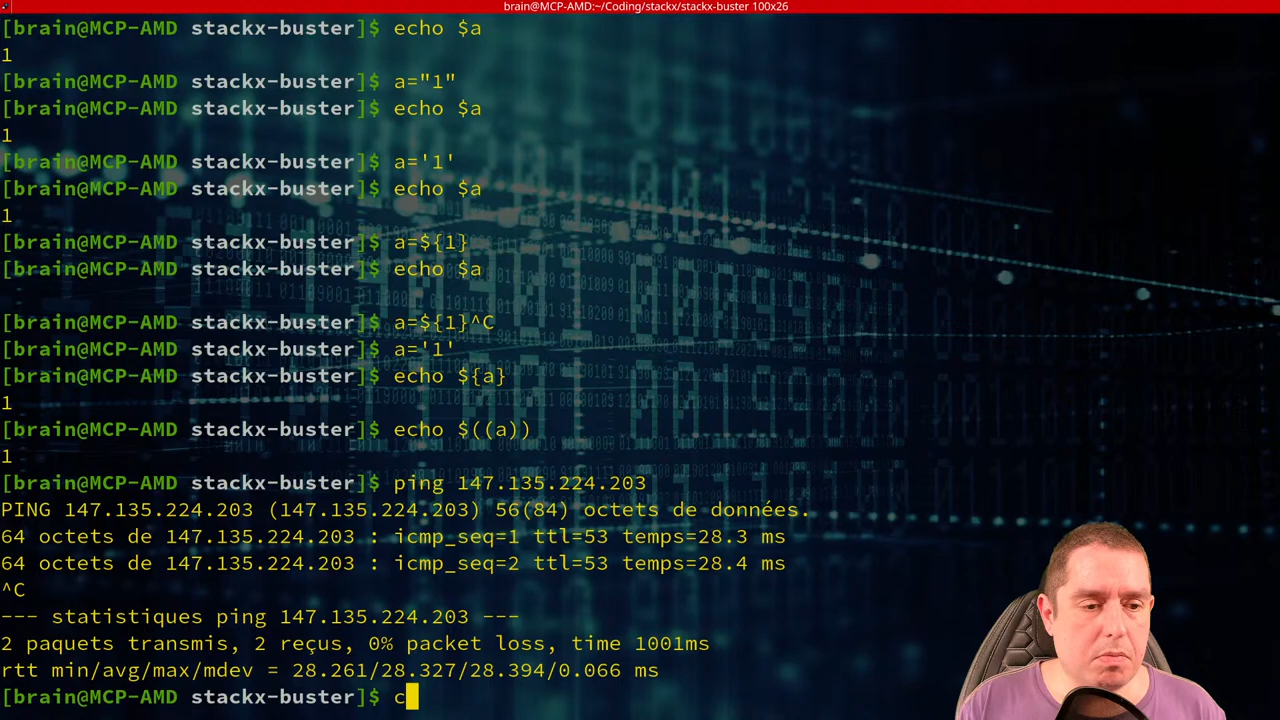 brain@MCP-AMD:~/Coding/stackx/stackx-buster 100x26
[brain@MCP-AMD stackx-buster]$ echo $a
1
[brain@MCP-AMD stackx-buster]$ a="1"
[brain@MCP-AMD stackx-buster]$ echo $a
1
[brain@MCP-AMD stackx-buster]$ a='1'
[brain@MCP-AMD stackx-buster]$ echo $a
1
[brain@MCP-AMD stackx-buster]$ a=${1}
[brain@MCP-AMD stackx-buster]$ echo $a
[brain@MCP-AMD stackx-buster]$ a=${1}^C
[brain@MCP-AMD stackx-buster]$ a='1'
[brain@MCP-AMD stackx-buster]$ echo ${a}
1
[brain@MCP-AMD stackx-buster]$ echo $((a))
1
[brain@MCP-AMD stackx-buster]$ ping 147.135.224.203
PING 147.135.224.203 (147.135.224.203) 56(84) octets de données.
64 octets de 147.135.224.203 : icmp_seq=1 ttl=53 temps=28.3 ms
64 octets de 147.135.224.203 : icmp_seq=2 ttl=53 temps=28.4 ms
^C
--- statistiques ping 147.135.224.203 ---
2 paquets transmis, 2 reçus, 0% packet loss, time 1001ms
rtt min/avg/max/mdev = 28.261/28.327/28.394/0.066 ms
[brain@MCP-AMD stackx-buster]$ c